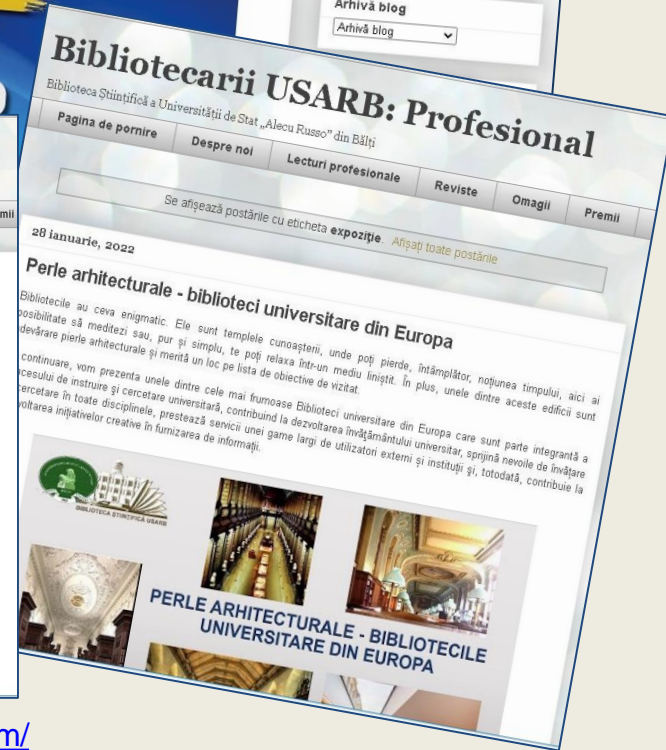 Arhivă blog
Arhivă blog
Bibliotecarii USARB: Profesional
Biblioteca Științifică a Universității de Stat „Alecu Russo” din Bălți
Pagina de pornire Despre noi Lecturi profesionale Reviste Omagii Premii
Se afișează postările cu eticheta expoziție. Afișați toate postările
28 ianuarie, 2022
Perle arhitecturale - biblioteci universitare din Europa
Bibliotecile au ceva enigmatic. Ele sunt templele cunoașterii, unde poți pierde, întâmplător, noțiunea timpului, aici ai
posibilitate să meditezi sau, pur și simplu, te poți relaxa într-un mediu liniștit. În plus, unele dintre aceste edificii sunt
devărare pierle arhitecturale și merită un loc pe lista de obiective de vizitat.
continuare, vom prezenta unele dintre cele mai frumoase Biblioteci universitare din Europa care sunt parte integrantă a
ocesului de instruire și cercetare universitară, contribuind la dezvoltarea învățământului universitar, sprijină nevoile de învățare
cercetare în toate disciplinele, prestează servicii unei game largi de utilizatori externi și instituții și, totodată, contribuie la
voltarea inițiativelor creative în furnizarea de informații.
BIBLIOTECA ȘTIINȚIFICĂ USARB
PERLE ARHITECTURALE - BIBLIOTECILE
UNIVERSITARE DIN EUROPA
mii
m/